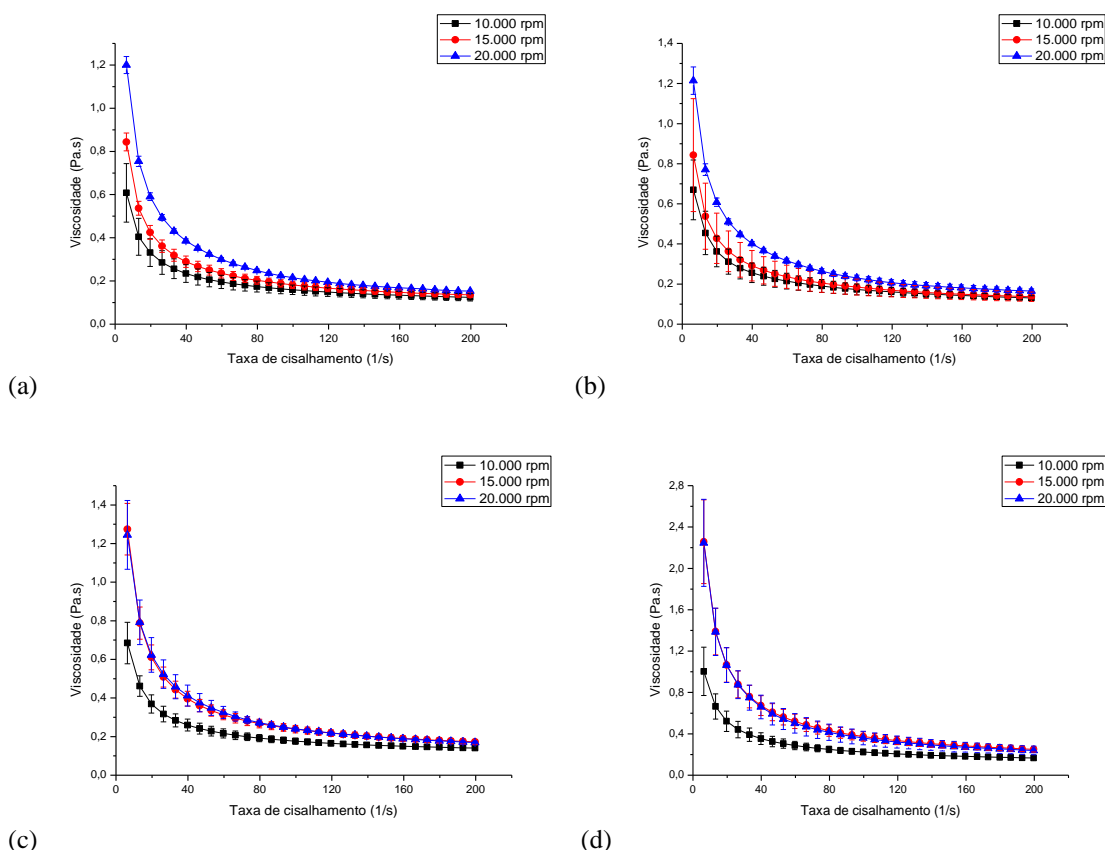 10.000 rpm
15.000 rpm
20.000 rpm
1,2
1,0
0,8
0,6
0,4
0,2
0,0
Viscosidade (Pa.s)
0 40 80 120 160 200
Taxa de cisalhamento (1/s)
(a)
10.000 rpm
15.000 rpm
20.000 rpm
1,4
1,2
1,0
0,8
0,6
0,4
0,2
0,0
Viscosidade (Pa.s)
0 40 80 120 160 200
Taxa de cisalhamento (1/s)
(b)
10.000 rpm
15.000 rpm
20.000 rpm
1,4
1,2
1,0
0,8
0,6
0,4
0,2
0,0
Viscosidade (Pa.s)
0 40 80 120 160 200
Taxa de cisalhamento (1/s)
(c)
10.000 rpm
15.000 rpm
20.000 rpm
2,8
2,4
2,0
1,6
1,2
0,8
0,4
0,0
Viscosidade (Pa.s)
0 40 80 120 160 200
Taxa de cisalhamento (1/s)
(d)